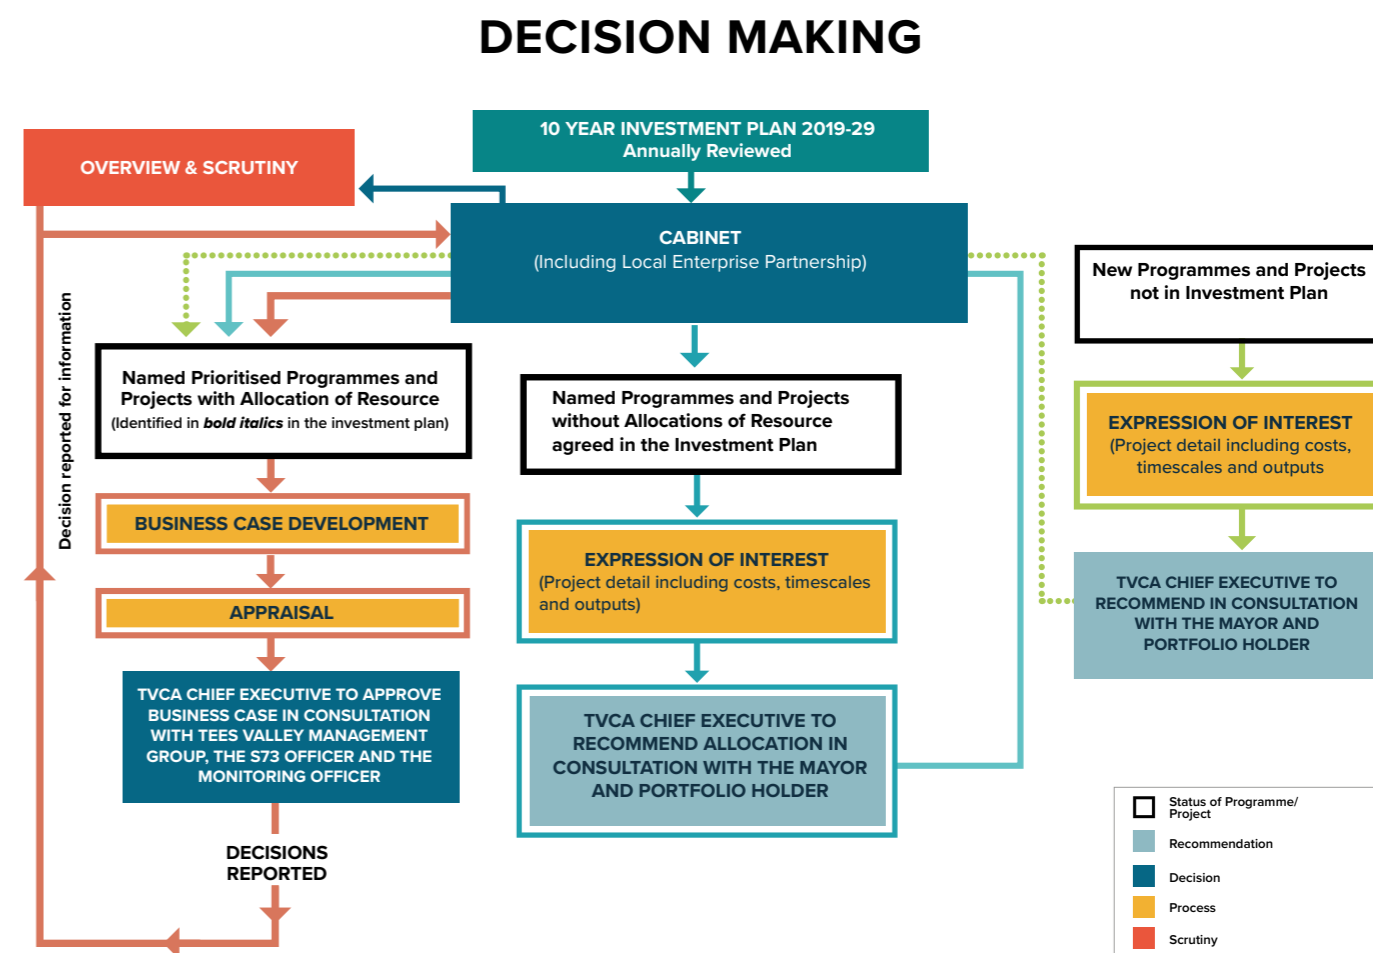 DECISION MAKING
10 YEAR INVESTMENT PLAN 2019-29
Annually Reviewed
OVERVIEW & SCRUTINY
CABINET
(Including Local Enterprise Partnership)
Decision reported for information
Named Prioritised Programmes and
Projects with Allocation of Resource
(Identified in bold italics in the investment plan)
BUSINESS CASE DEVELOPMENT
APPRAISAL
TVCA CHIEF EXECUTIVE TO APPROVE
BUSINESS CASE IN CONSULTATION
WITH TEES VALLEY MANAGEMENT
GROUP, THE S73 OFFICER AND THE
MONITORING OFFICER
DECISIONS
REPORTED
Named Programmes and Projects
without Allocations of Resource
agreed in the Investment Plan
EXPRESSION OF INTEREST
(Project detail including costs, timescales
and outputs)
TVCA CHIEF EXECUTIVE TO
RECOMMEND ALLOCATION IN
CONSULTATION WITH THE MAYOR
AND PORTFOLIO HOLDER
New Programmes and Projects
not in Investment Plan
EXPRESSION OF INTEREST
(Project detail including costs,
timescales and outputs
TVCA CHIEF EXECUTIVE TO
RECOMMEND IN CONSULTATION
WITH THE MAYOR AND
PORTFOLIO HOLDER
Status of Programme/
Project
Recommendation
Decision
Process
Scrutiny